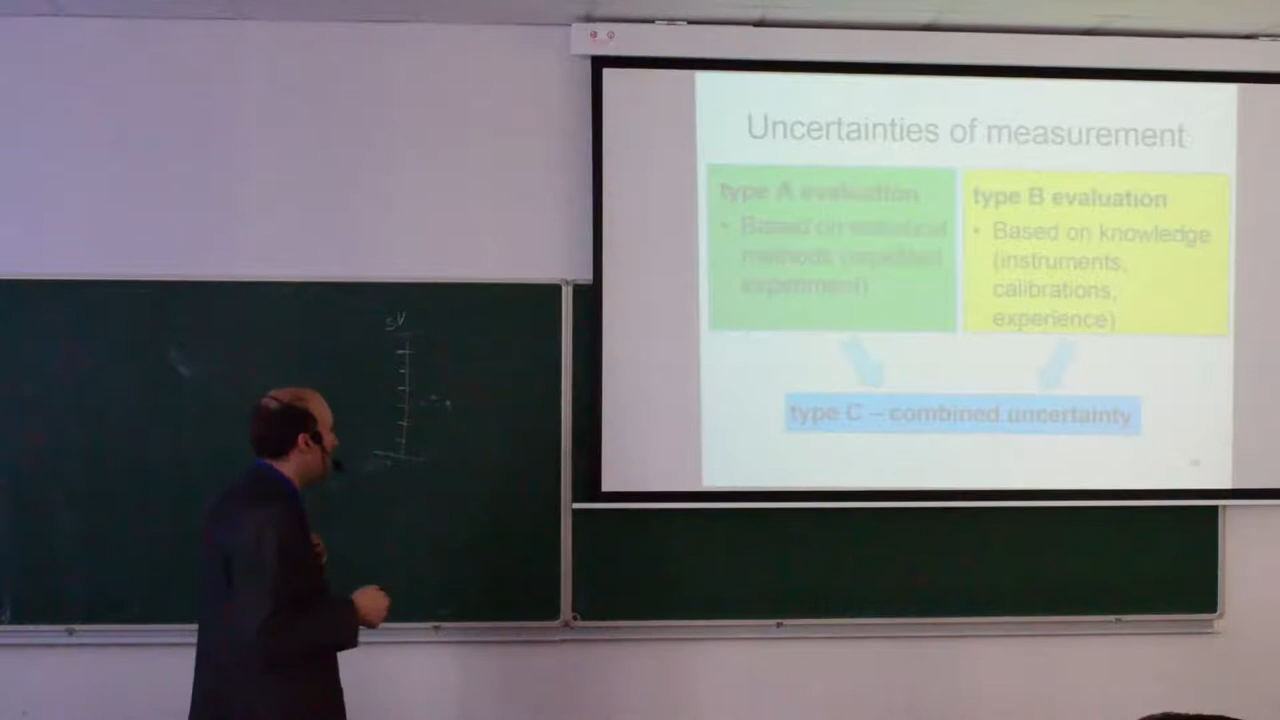 Uncertainties of measurement
type A evaluation
• Based on statistical
methods (repeated
experiment)
type B evaluation
• Based on knowledge
(instruments,
calibrations,
experience)
type C – combined uncertainty
5V